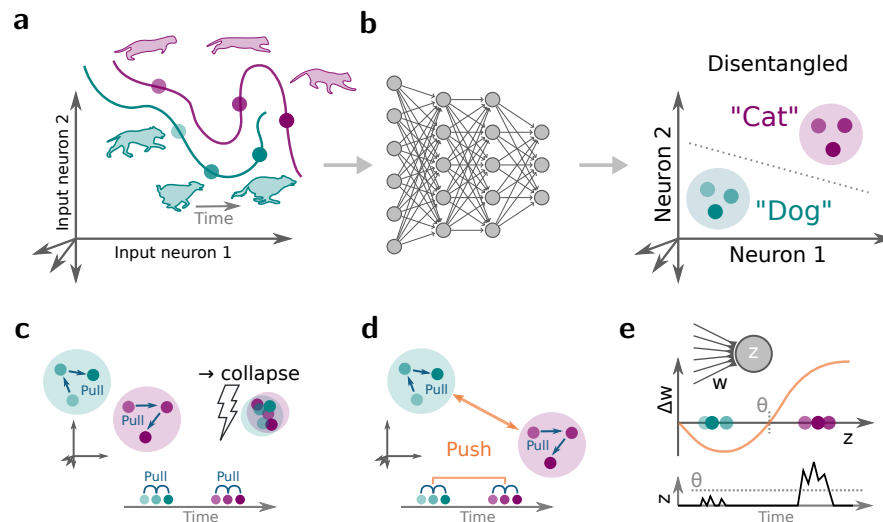 a
Input neuron 2
Time
Input neuron 1
b
Disentangled
"Cat"
"Dog"
Neuron 2
Neuron 1
c
Pull
Pull
→ collapse
Pull
Pull
Time
d
Pull
Pull
Push
Time
e
z
w
Δw
θ
z
θ
z
Time